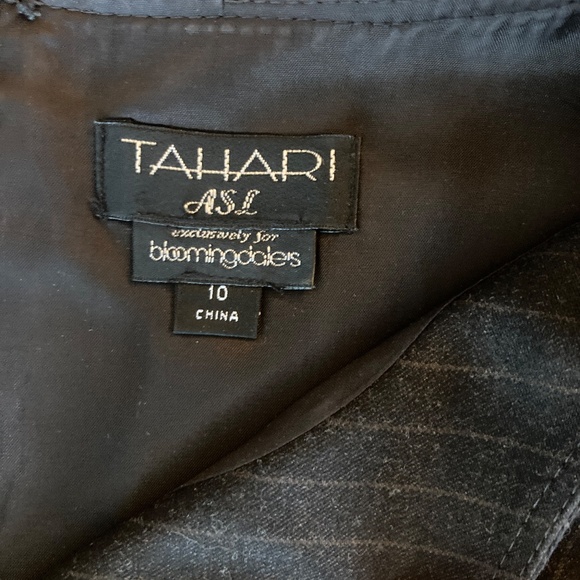 TAHARI
ASL
exclusively for
bloomingdale's
10
CHINA